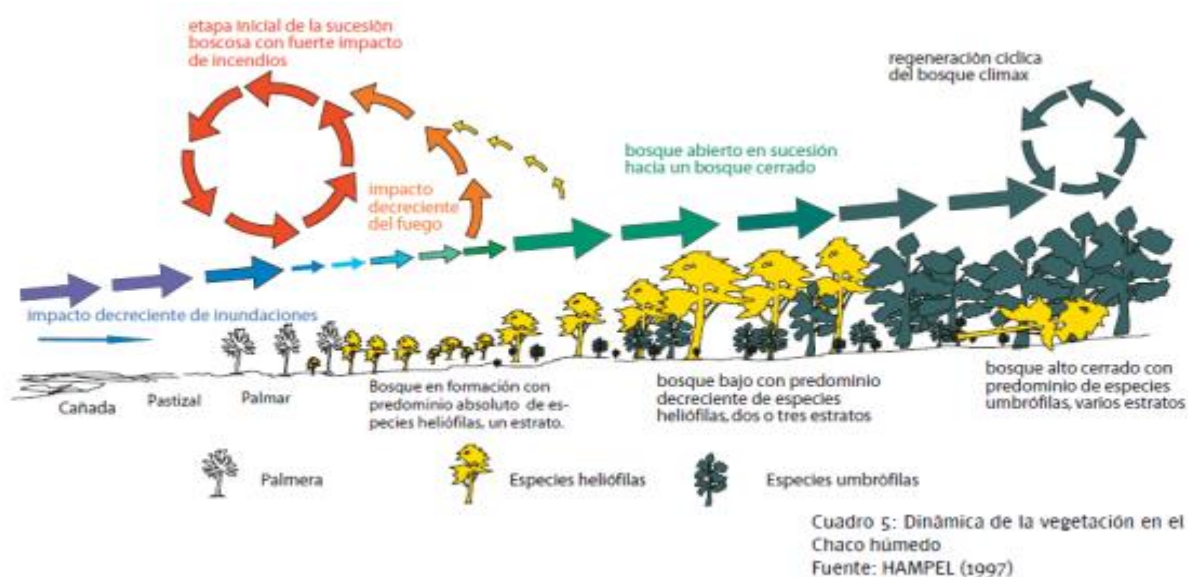 etapa inicial de la sucesión
boscosa con fuerte impacto
de incendios
regeneración cíclica
del bosque climax
bosque abierto en sucesión
hacia un bosque cerrado
impacto
decreciente
del fuego
impacto decreciente de inundaciones
Cañada
Pastizal
Palmar
Bosque en formación con
predominio absoluto de es-
pecies heliófilas, un estrato.
bosque bajo con predominio
decreciente de especies
heliófilas, dos o tres estratos
bosque alto cerrado con
predominio de especies
umbrófilas, varios estratos
Palmera
Especies heliófilas
Especies umbrófilas
Cuadro 5: Dinámica de la vegetación en el
Chaco húmedo
Fuente: HAMPEL (1997)